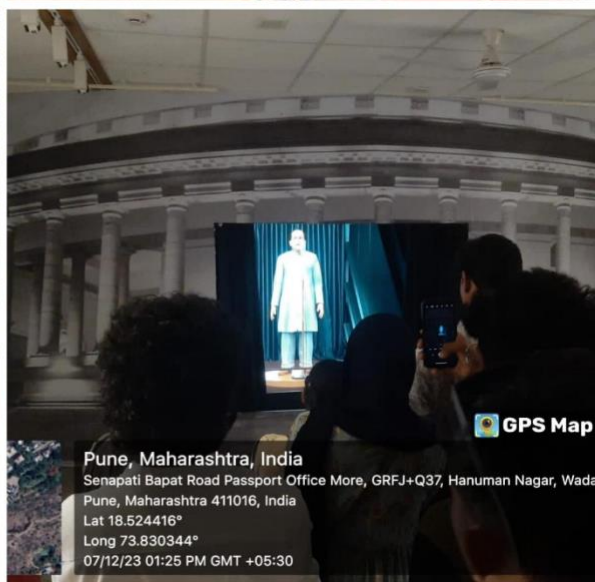 GPS Map
Pune, Maharashtra, India
Senapati Bapat Road Passport Office More, GRFJ+Q37, Hanuman Nagar, Wada
Pune, Maharashtra 411016, India
Lat 18.524416°
Long 73.830344°
07/12/23 01:25 PM GMT +05:30